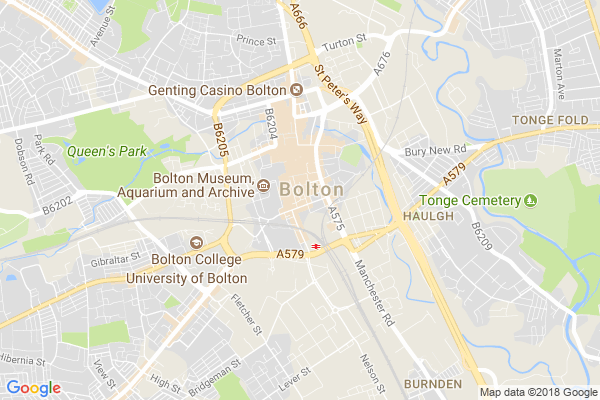 A666
Avenue St
Prince St
Turton St
A676
St Peter's Way
Marton Ave
Genting Casino Bolton
B6204
B6205
TONGE FOLD
Park Rd
Dobson Rd
Queen's Park
Bury New Rd
A579
Bolton Museum,
Aquarium and Archive
Bolton
B6202
Tonge Cemetery
A575
HAULGH
B6209
Bolton College
Gibraltar St
A579
University of Bolton
Manchester Rd
Fletcher St
Hibernia St
View St
High St
Bridgeman St
Lever St
Nelson St
BURNDEN
Google
Map data ©2018 Google